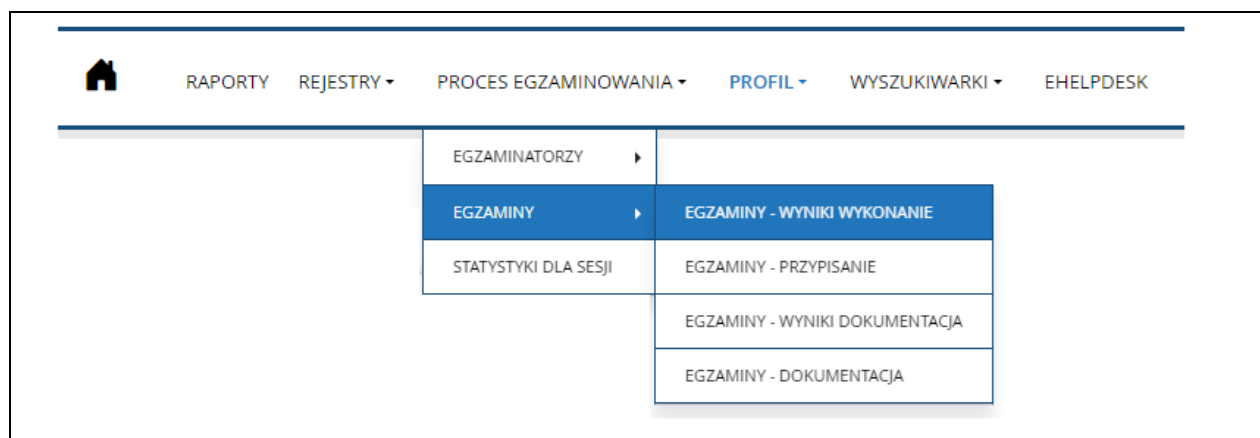 RAPORTY REJESTRY PROCES EGZAMINOWANIA PROFIL WYSZUKIWARKI EHELPDESK
EGZAMINATORZY
EGZAMINY EGZAMINY - WYNIKI WYKONANIE
STATYSTYKI DLA SESJI EGZAMINY - PRZYPISANIE
EGZAMINY - WYNIKI DOKUMENTACJA
EGZAMINY - DOKUMENTACJA